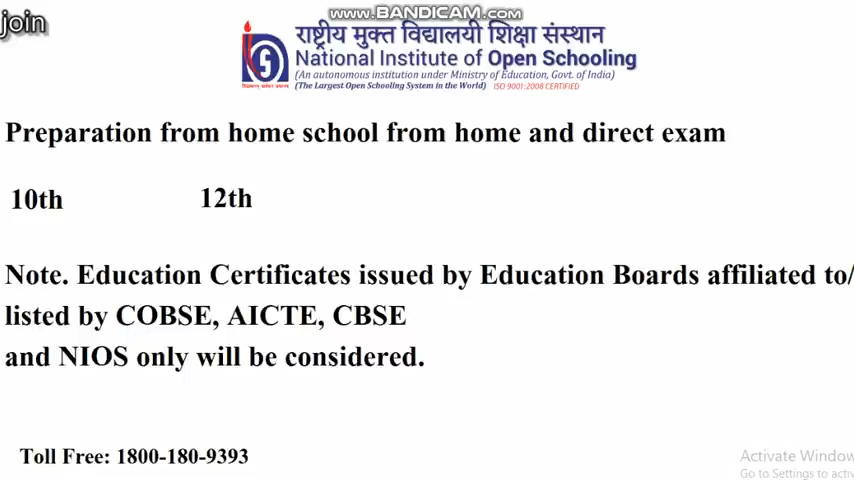 www.BANDICAM.com
join
राष्ट्रीय मुक्त विद्यालयी शिक्षा संस्थान
National Institute of Open Schooling
(An autonomous institution under Ministry of Education, Govt. of India)
(The Largest Open Schooling System in the World) ISO 9001:2008 CERTIFIED
Preparation from home school from home and direct exam
10th 12th
Note. Education Certificates issued by Education Boards affiliated to/
listed by COBSE, AICTE, CBSE
and NIOS only will be considered.
Toll Free: 1800-180-9393
Activate Window
Go to Settings to activ